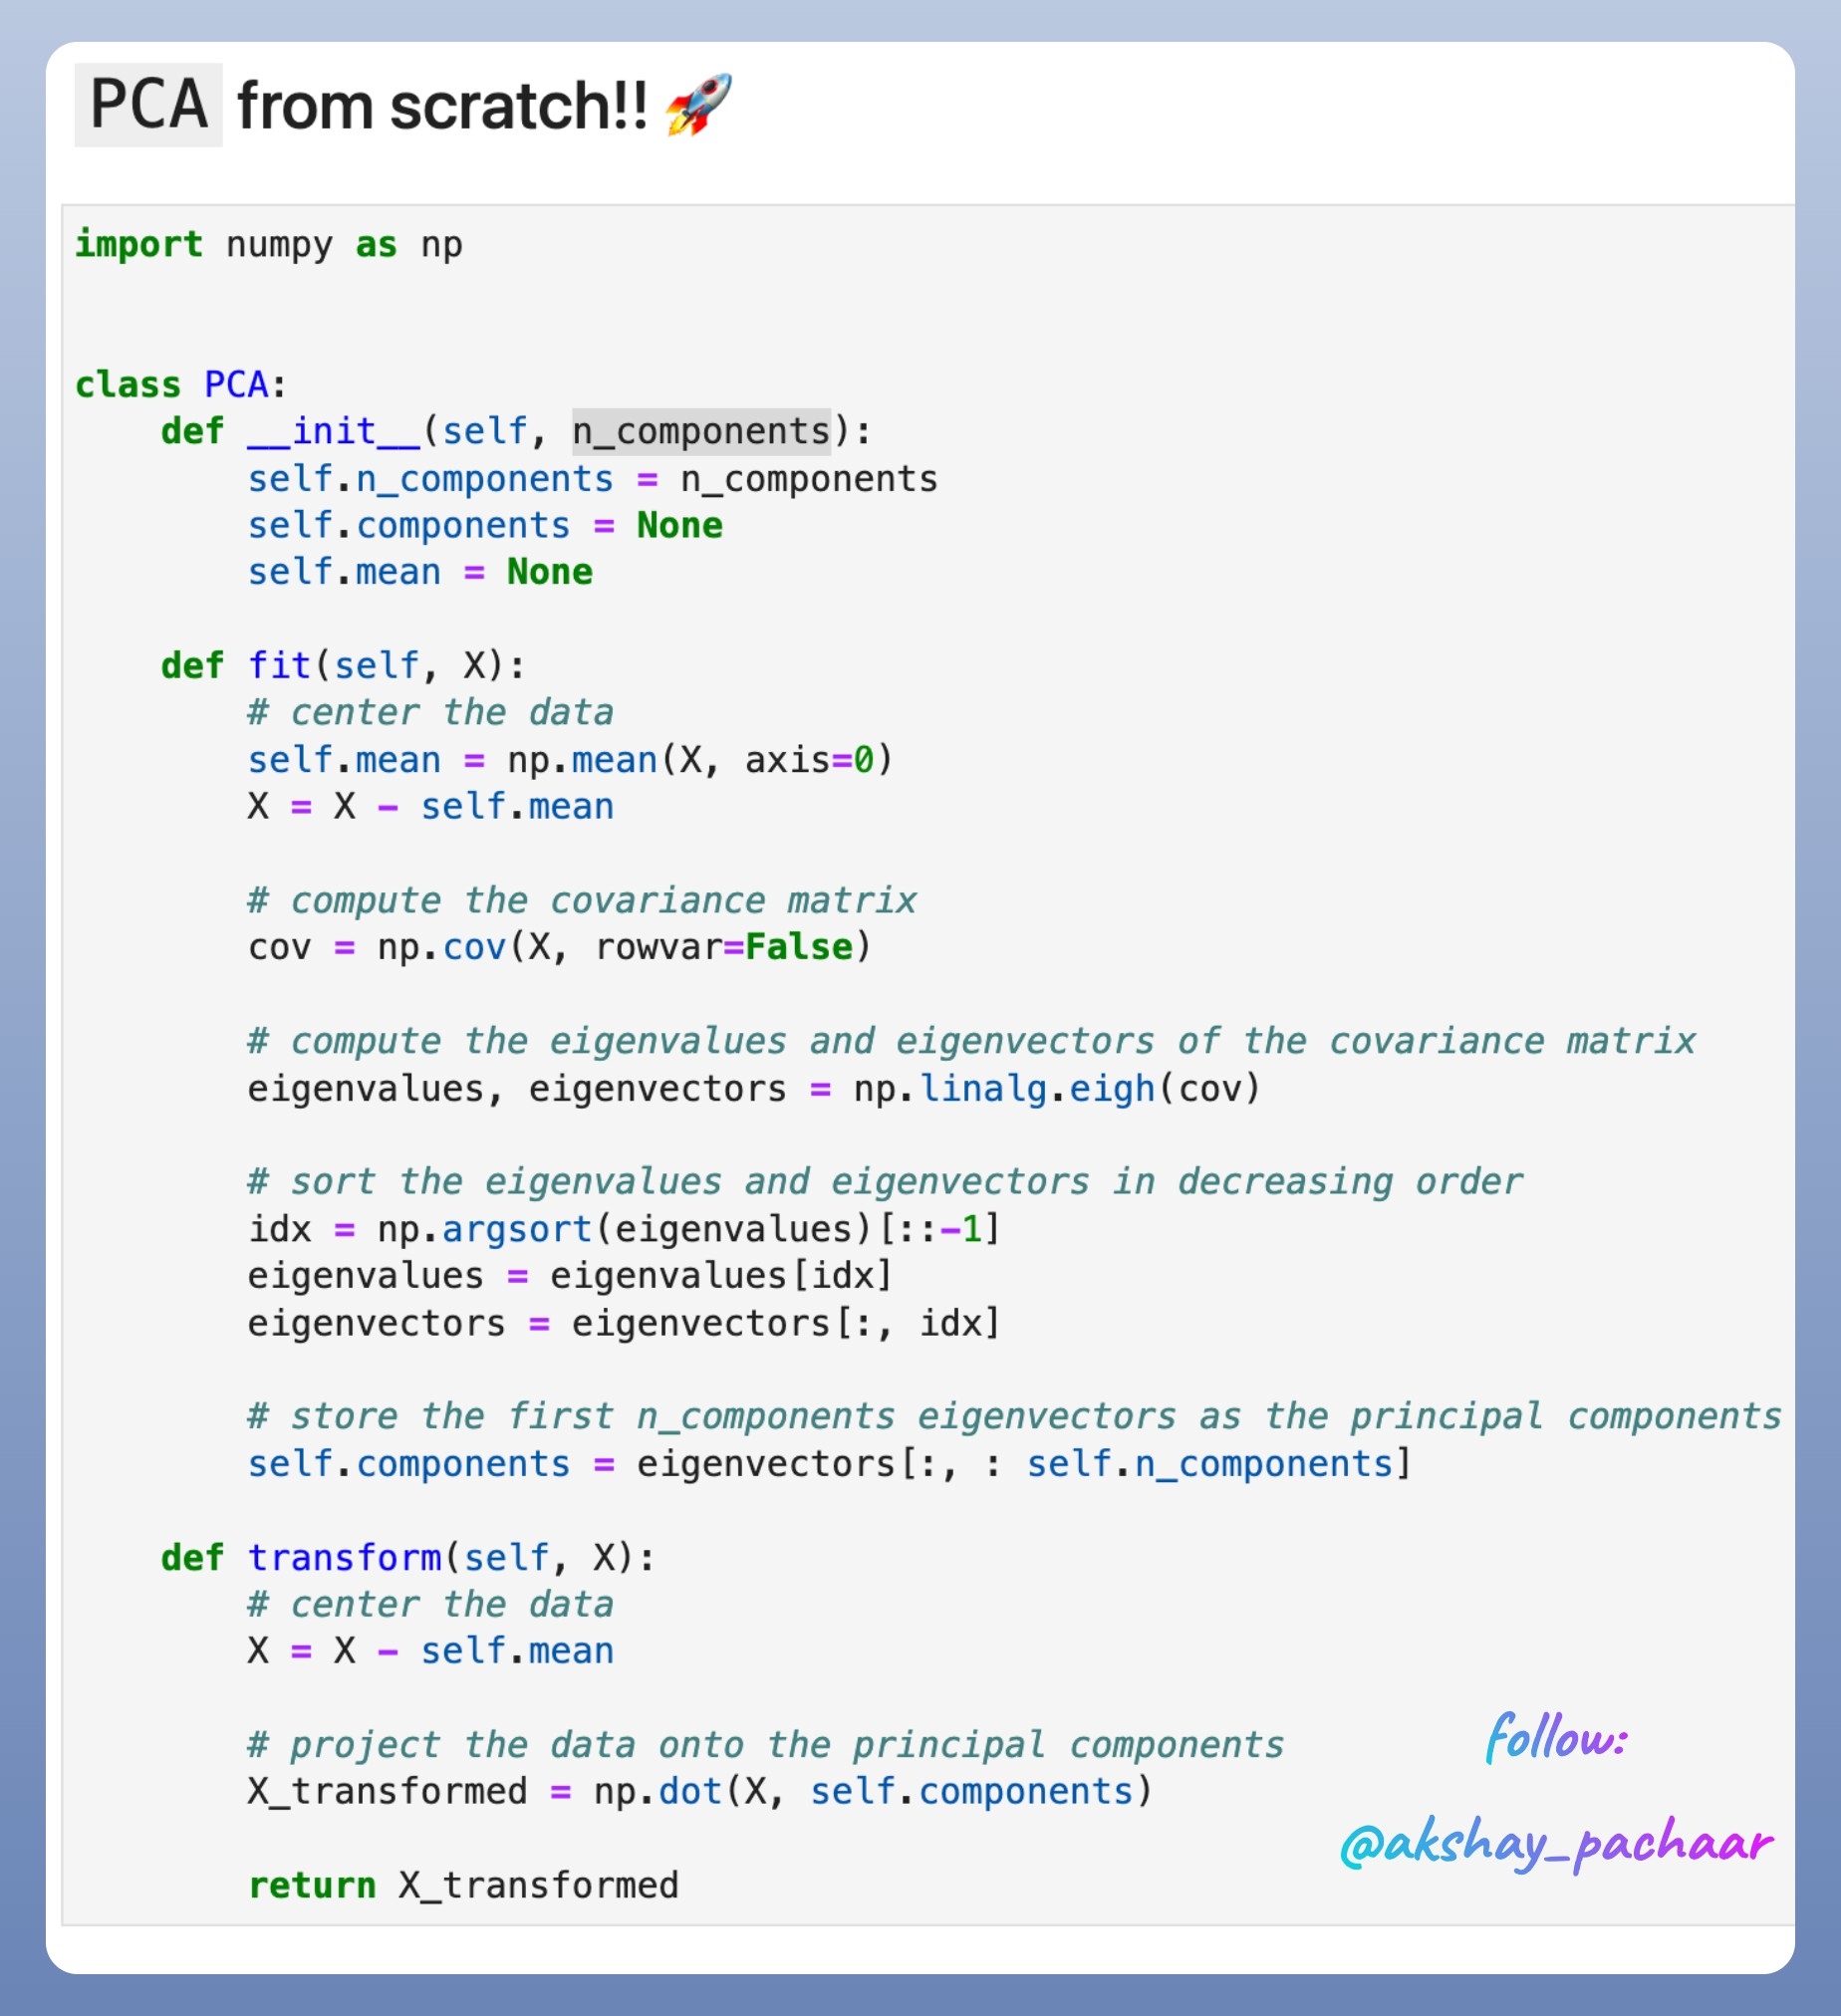 PCA from scratch!! 🚀
import numpy as np
class PCA:
    def __init__(self, n_components):
        self.n_components = n_components
        self.components = None
        self.mean = None
    def fit(self, X):
        # center the data
        self.mean = np.mean(X, axis=0)
        X = X - self.mean
        # compute the covariance matrix
        cov = np.cov(X, rowvar=False)
        # compute the eigenvalues and eigenvectors of the covariance matrix
        eigenvalues, eigenvectors = np.linalg.eigh(cov)
        # sort the eigenvalues and eigenvectors in decreasing order
        idx = np.argsort(eigenvalues)[::-1]
        eigenvalues = eigenvalues[idx]
        eigenvectors = eigenvectors[:, idx]
        # store the first n_components eigenvectors as the principal components
        self.components = eigenvectors[:, : self.n_components]
    def transform(self, X):
        # center the data
        X = X - self.mean
        # project the data onto the principal components
        X_transformed = np.dot(X, self.components)
        return X_transformed
follow:
@akshay_pachaar